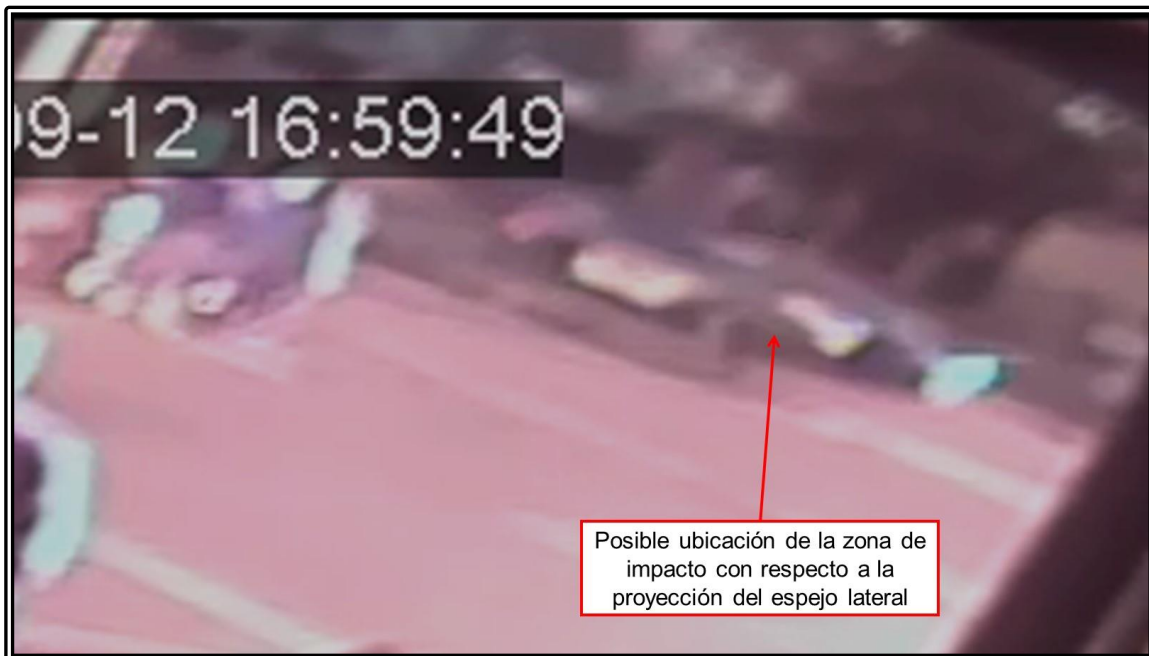 09-12 16:59:49
Posible ubicación de la zona de
impacto con respecto a la
proyección del espejo lateral